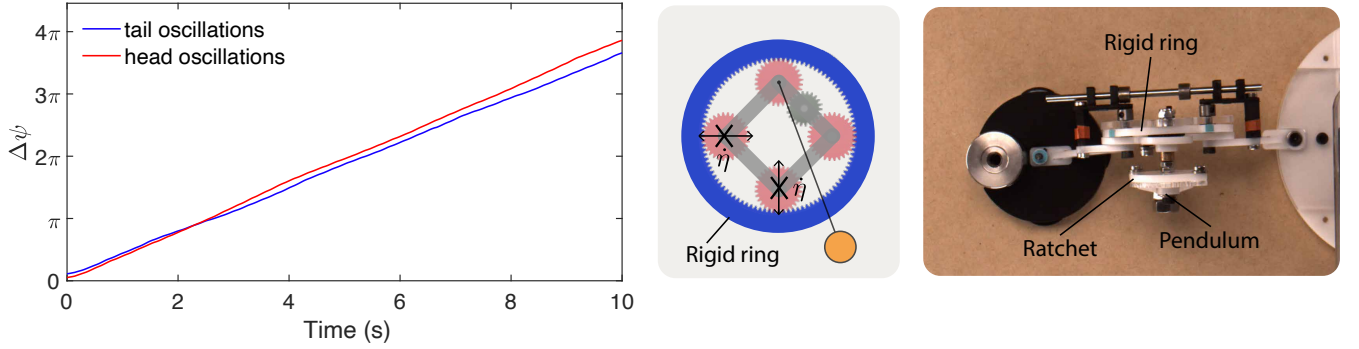 tail oscillations
head oscillations
4π
3π
2π
π
0
Δψ
0 2 4 6 8 10
Time (s)
η̇
η̇
Rigid ring
Rigid ring
Ratchet
Pendulum